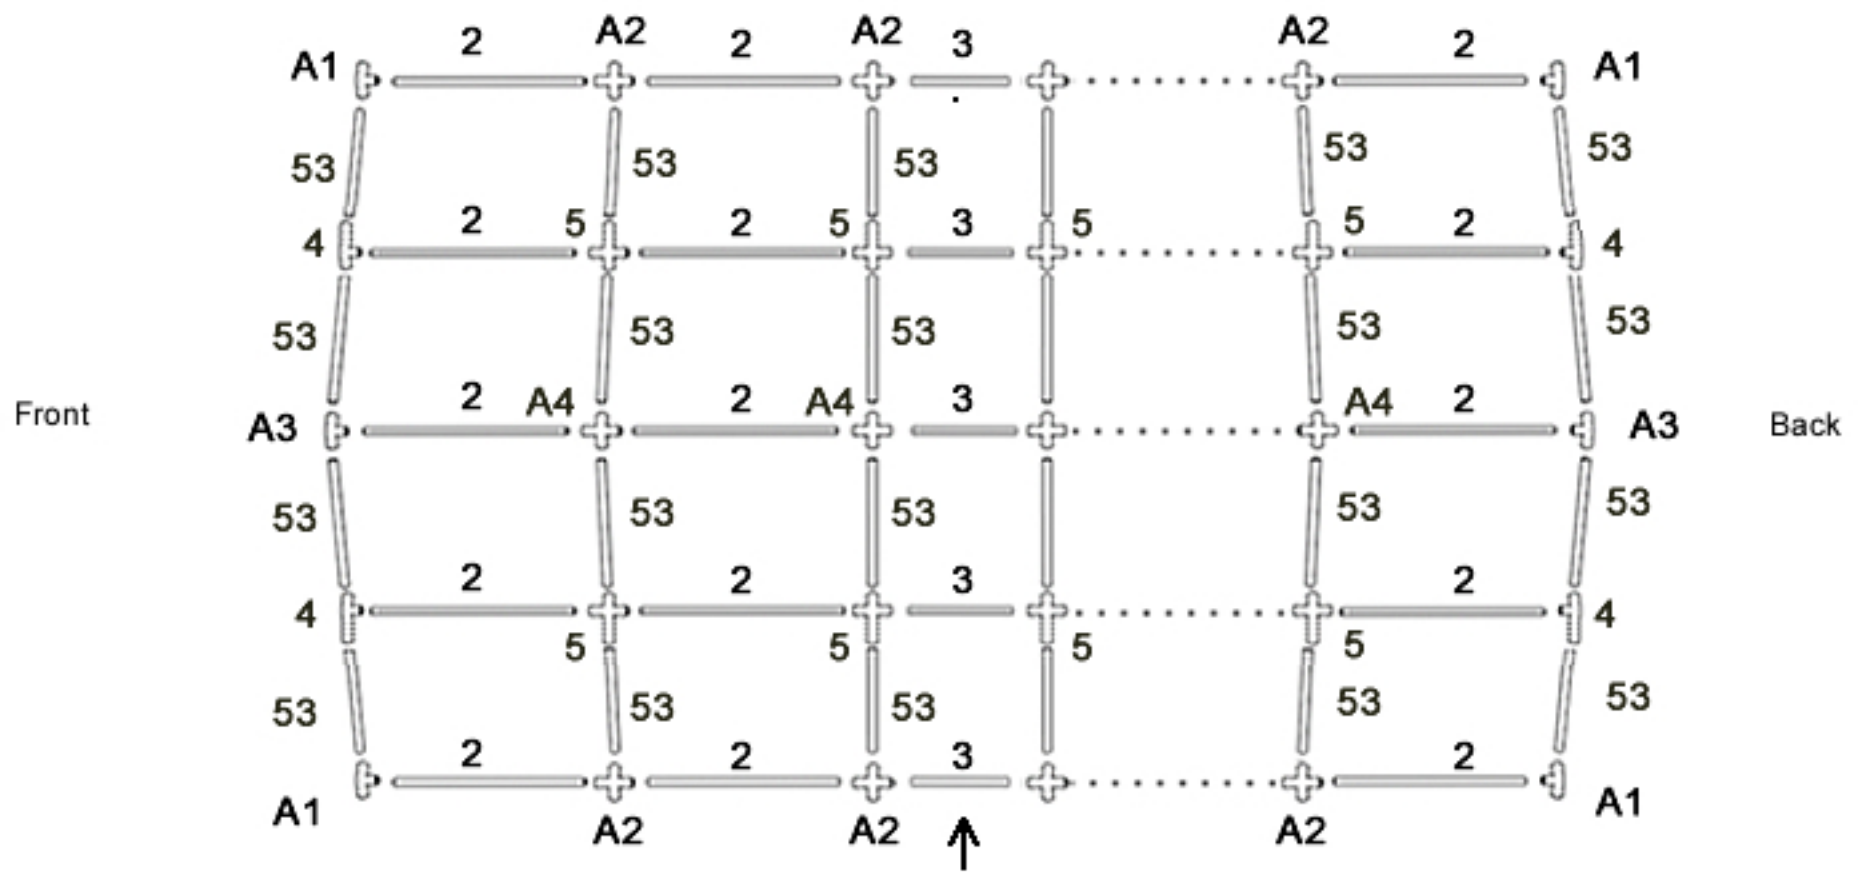 2 A2 2 A2 3 A2 2
A1 A1
53 53 53 53 53
4 2 5 2 5 3 5 5 2 4
53 53 53 53 53
Front A3 2 A4 2 A4 3 A4 2 A3 Back
53 53 53 53 53
4 2 2 3 2 4
5 5 5 5
53 53 53 53 53
2 2 3 2
A1 A2 A2 A2 A1